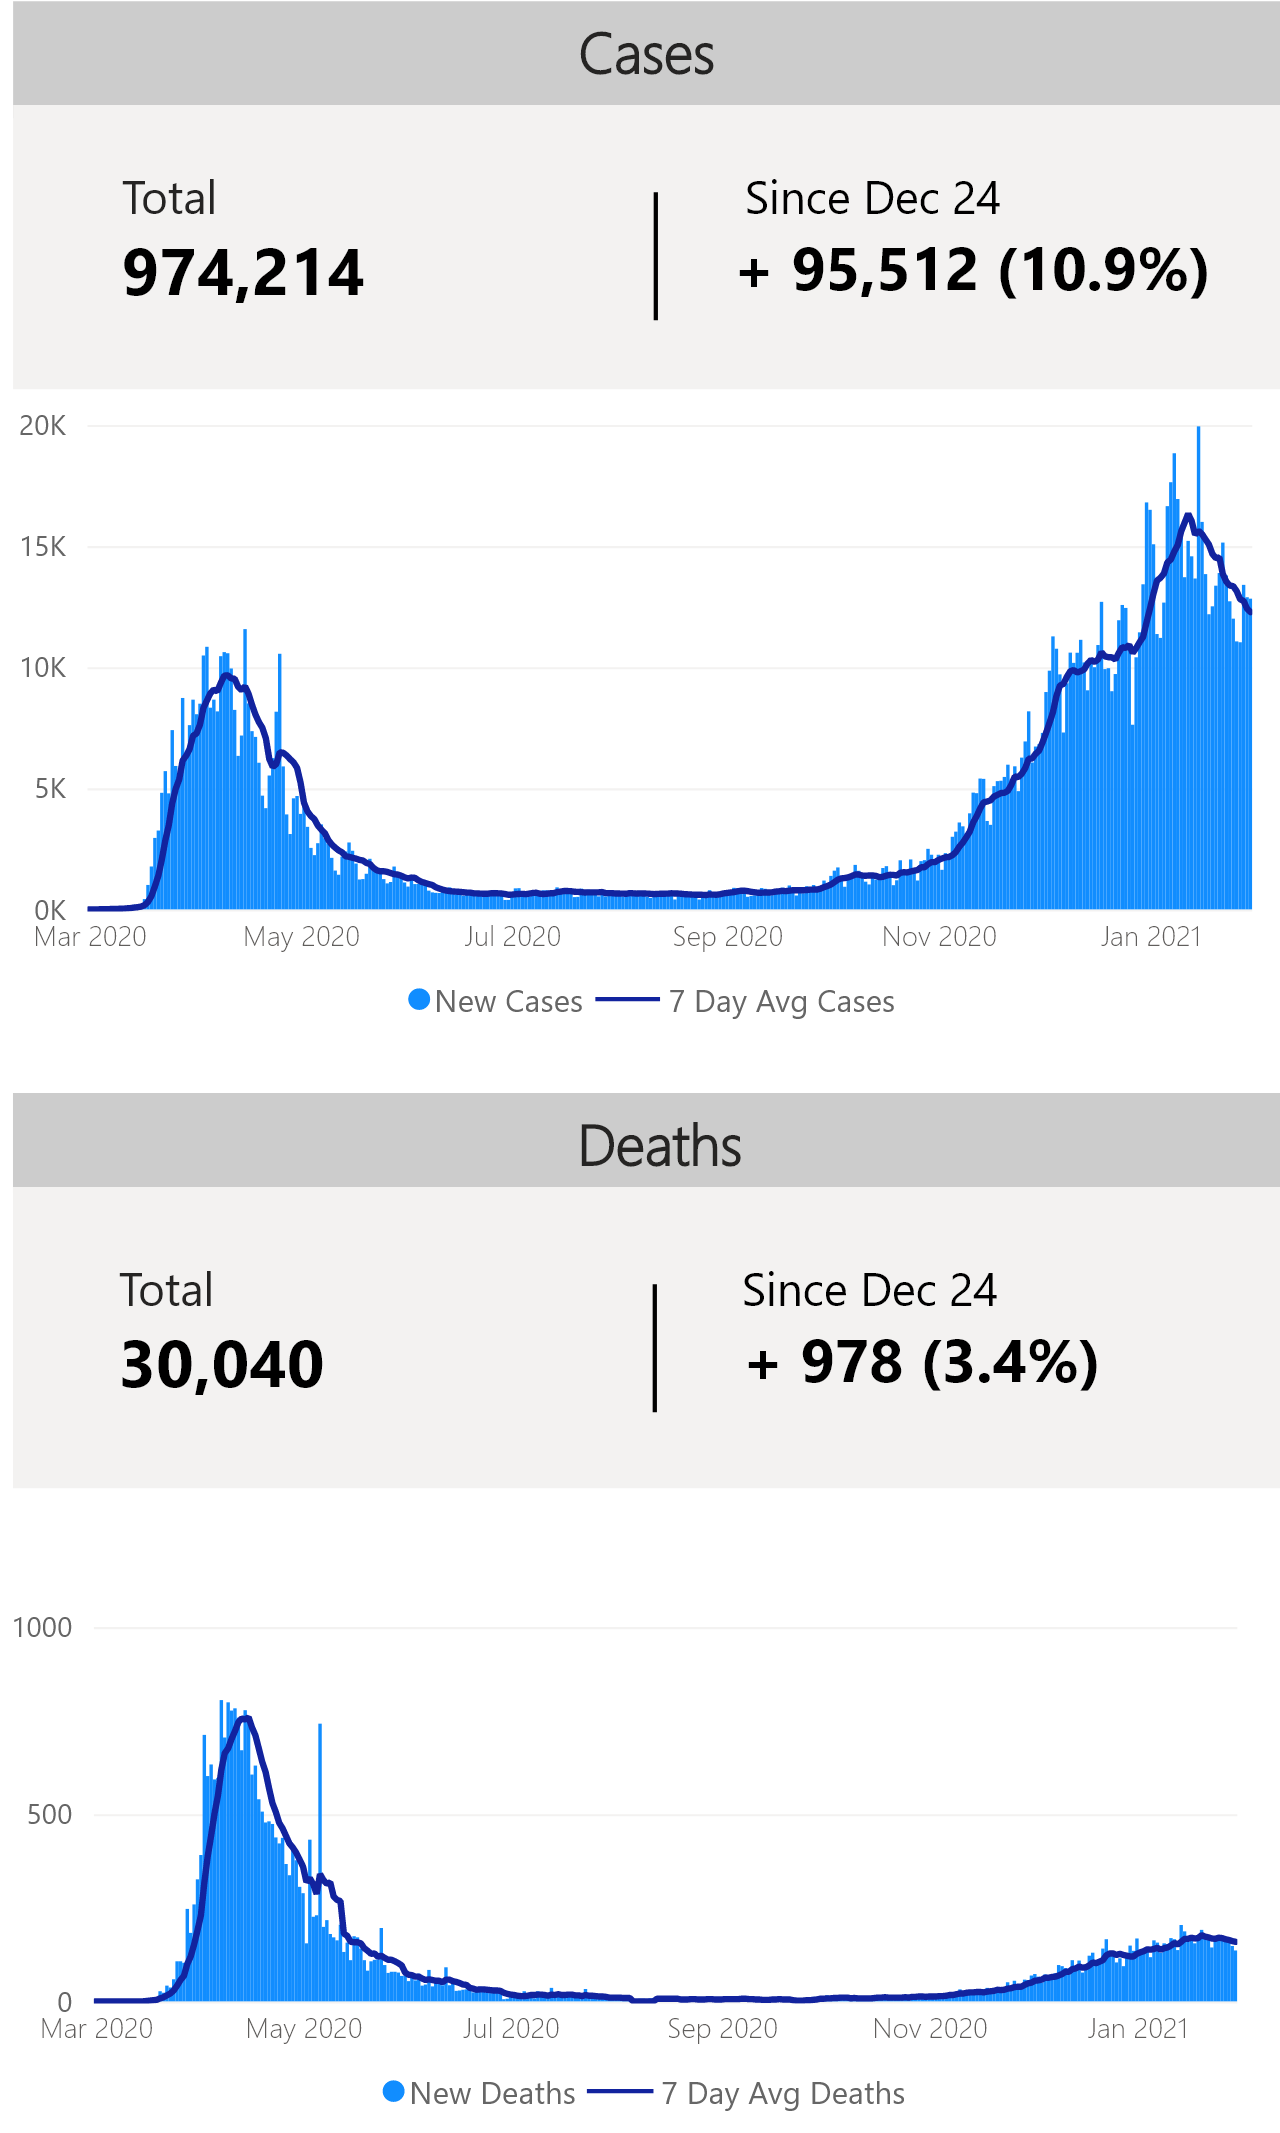 Cases
Total
Since Dec 24
974,214
+ 95,512 (10.9%)
20K
15K
10K
5K
0K
Mar 2020 May 2020 Jul 2020 Sep 2020 Nov 2020 Jan 2021
New Cases 7 Day Avg Cases
Deaths
Total
Since Dec 24
30,040
+ 978 (3.4%)
1000
500
0
Mar 2020 May 2020 Jul 2020 Sep 2020 Nov 2020 Jan 2021
New Deaths 7 Day Avg Deaths